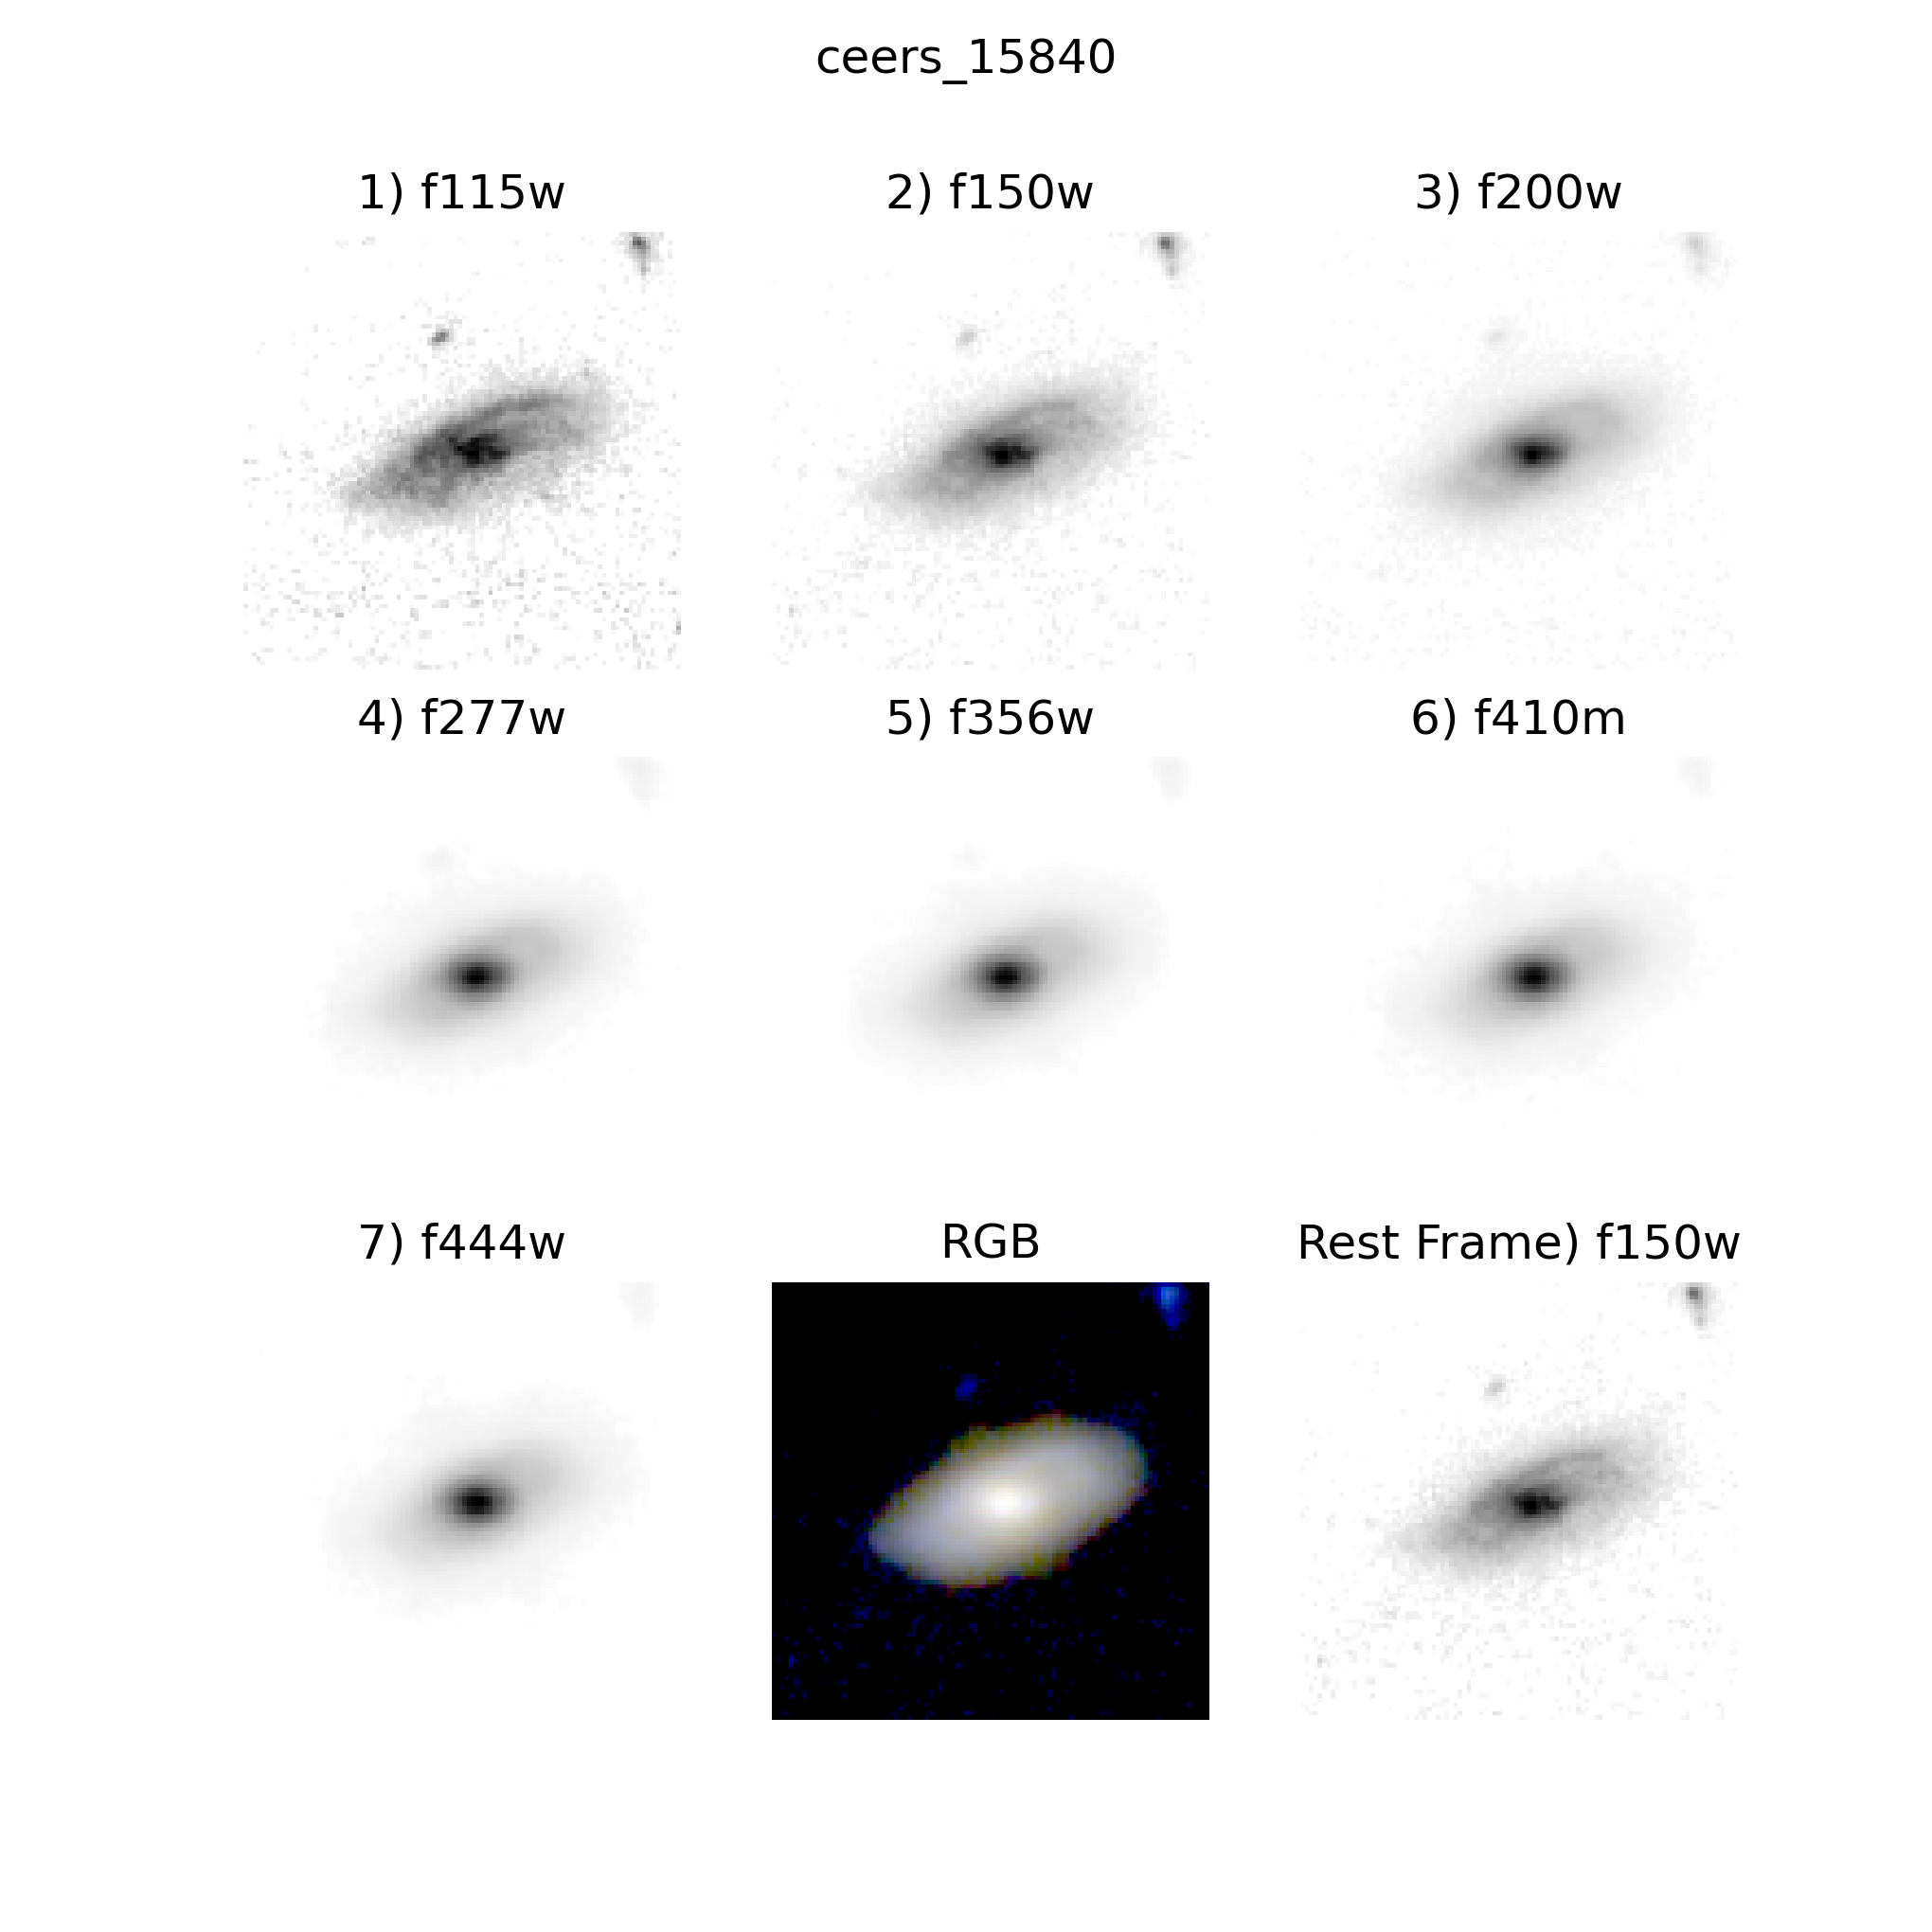 ceers_15840
1) f115w
2) f150w
3) f200w
4) f277w
5) f356w
6) f410m
7) f444w
RGB
Rest Frame) f150w